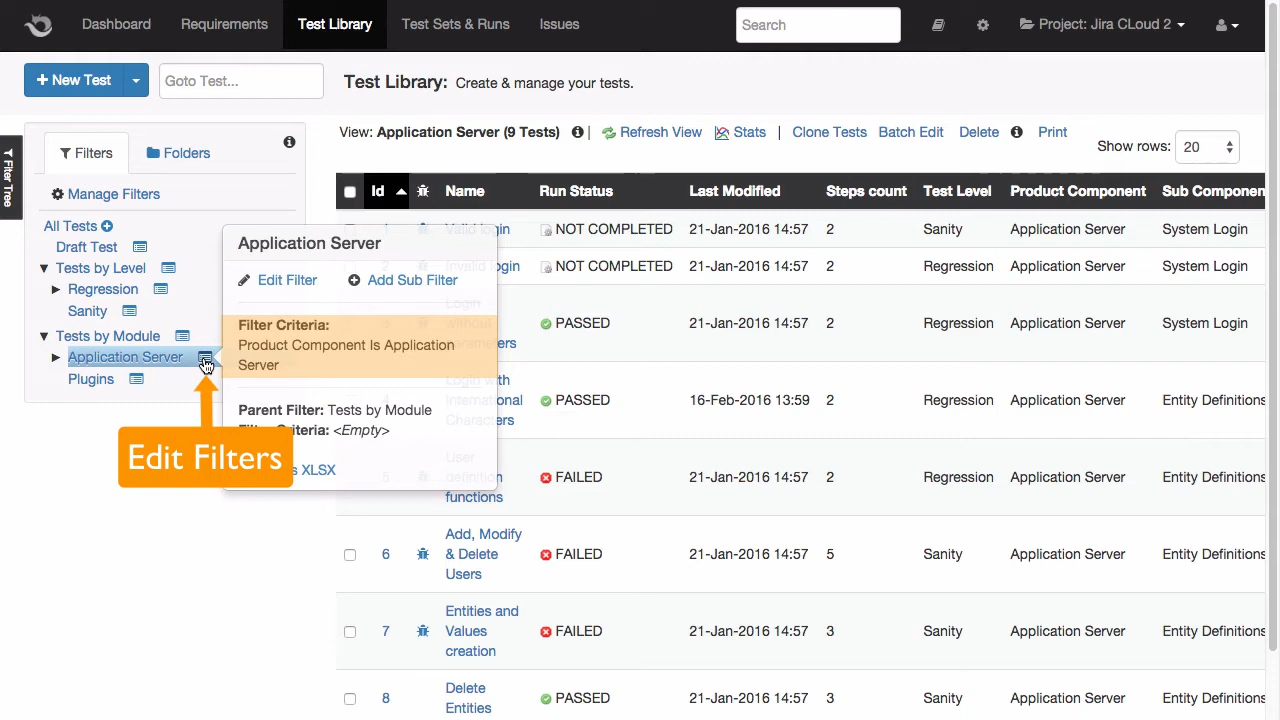 Dashboard Requirements Test Library Test Sets & Runs Issues Search Project: Jira CLoud 2
New Test Goto Test... Test Library: Create & manage your tests.
Filter Tree
Filters Folders
Manage Filters
All Tests
Draft Test
Tests by Level
Regression
Sanity
Tests by Module
Application Server
Plugins
View: Application Server (9 Tests) | Refresh View Stats | Clone Tests Batch Edit Delete Print
Show rows: 20
Id Name Run Status Last Modified Steps count Test Level Product Component Sub Component
Valid login NOT COMPLETED 21-Jan-2016 14:57 2 Sanity Application Server System Login
2 Invalid login NOT COMPLETED 21-Jan-2016 14:57 2 Regression Application Server System Login
Login
without
parameters
PASSED 21-Jan-2016 14:57 2 Regression Application Server System Login
4 Login with
International
Characters
PASSED 16-Feb-2016 13:59 2 Regression Application Server Entity Definitions
5 User
definition
functions
FAILED 21-Jan-2016 14:57 2 Regression Application Server Entity Definitions
6 Add, Modify
& Delete
Users
FAILED 21-Jan-2016 14:57 5 Sanity Application Server Entity Definitions
7 Entities and
Values
creation
FAILED 21-Jan-2016 14:57 3 Sanity Application Server Entity Definitions
8 Delete
Entities
PASSED 21-Jan-2016 14:57 3 Sanity Application Server Entity Definitions
Application Server
Edit Filter Add Sub Filter
Filter Criteria:
Product Component Is Application
Server
Parent Filter: Tests by Module
Filter Criteria: <Empty>
XLSX
Edit Filters